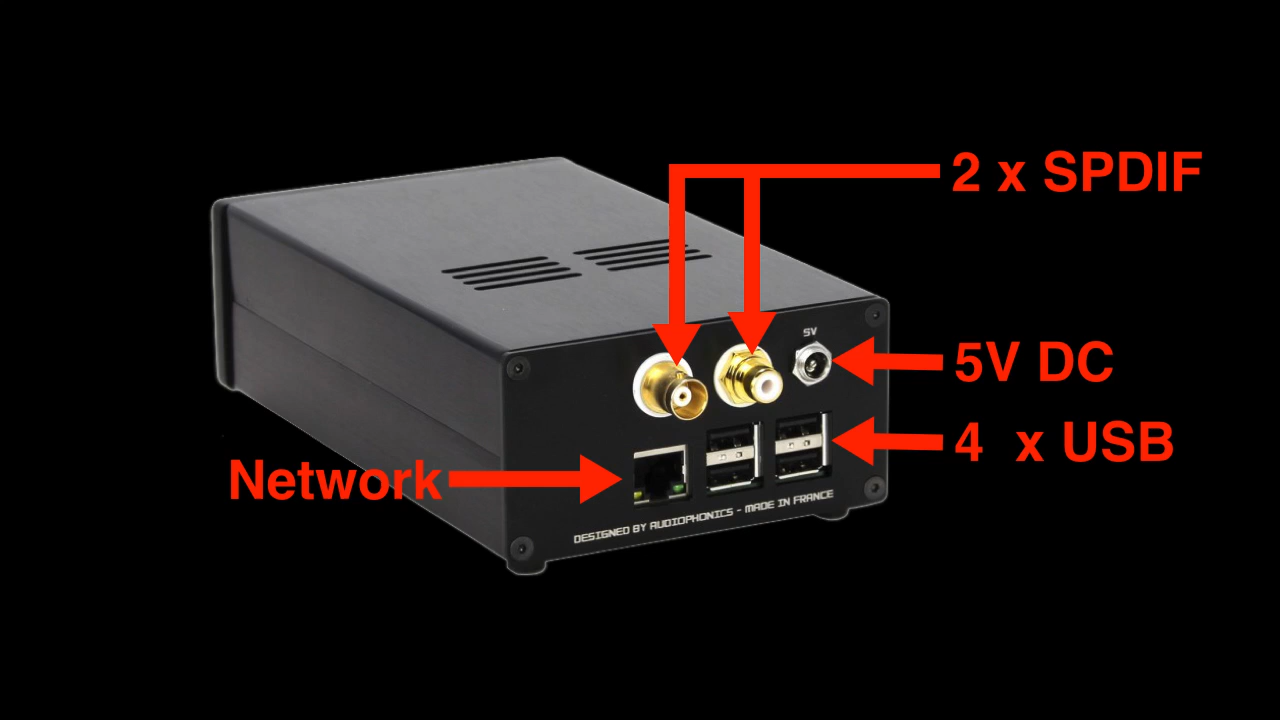 2 x SPDIF
5V
5V DC
4 x USB
Network
DESIGNED BY AUDIOPHONICS - MADE IN FRANCE